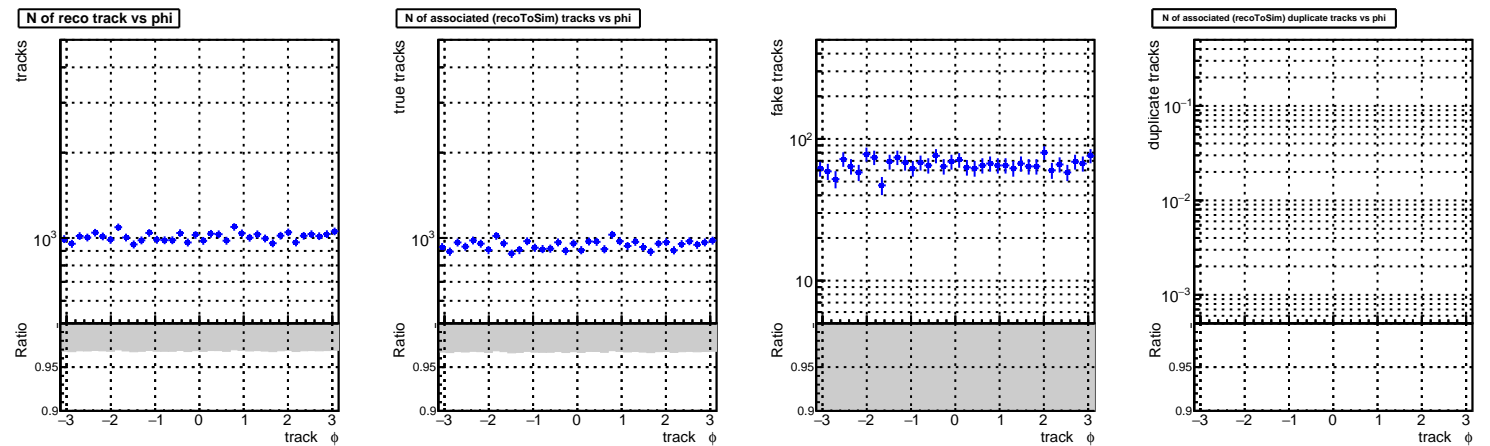 N of reco track vs phi
tracks
10³
Ratio
0.95
0.9
−3 −2 −1 0 1 2 3
track ϕ
N of associated (recoToSim) tracks vs phi
true tracks
10³
Ratio
0.95
0.9
−3 −2 −1 0 1 2 3
track ϕ
fake tracks
10²
10
Ratio
0.95
0.9
−3 −2 −1 0 1 2 3
track ϕ
N of associated (recoToSim) duplicate tracks vs phi
duplicate tracks
10⁻¹
10⁻²
10⁻³
Ratio
0.95
0.9
−3 −2 −1 0 1 2 3
track ϕ